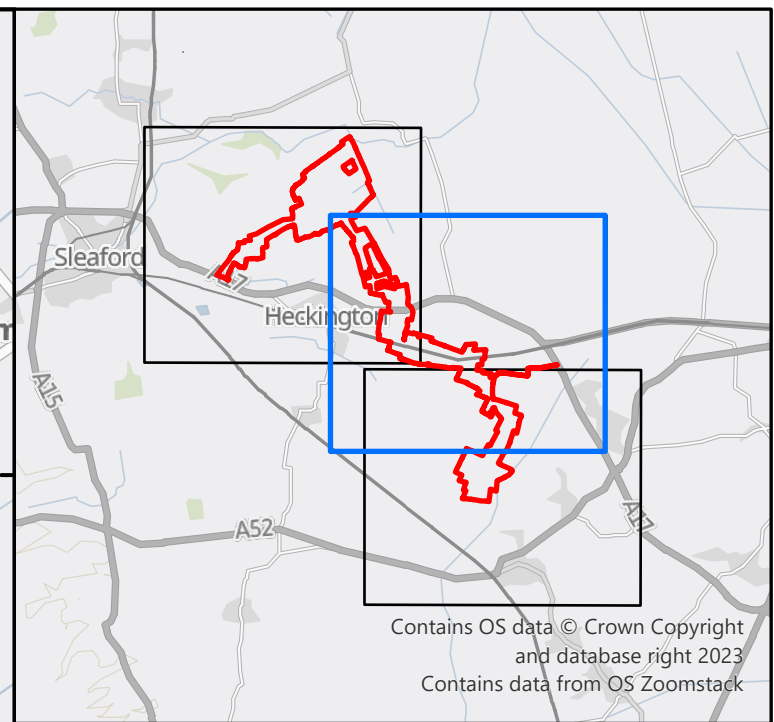 Sleaford
A17
Heckington
m
A15
A52
A17
Contains OS data © Crown Copyright
and database right 2023
Contains data from OS Zoomstack